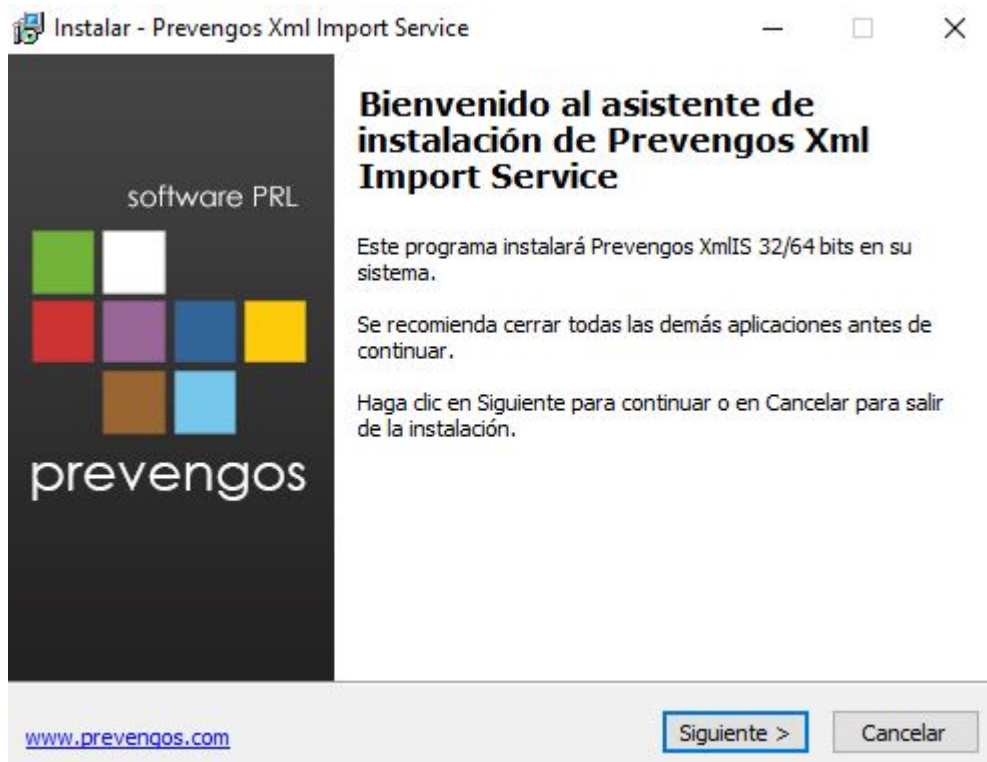 Instalar - Prevengos Xml Import Service
software PRL
prevengos
Bienvenido al asistente de
instalación de Prevengos Xml
Import Service
Este programa instalará Prevengos XmlIS 32/64 bits en su
sistema.
Se recomienda cerrar todas las demás aplicaciones antes de
continuar.
Haga clic en Siguiente para continuar o en Cancelar para salir
de la instalación.
www.prevengos.com
Siguiente >
Cancelar